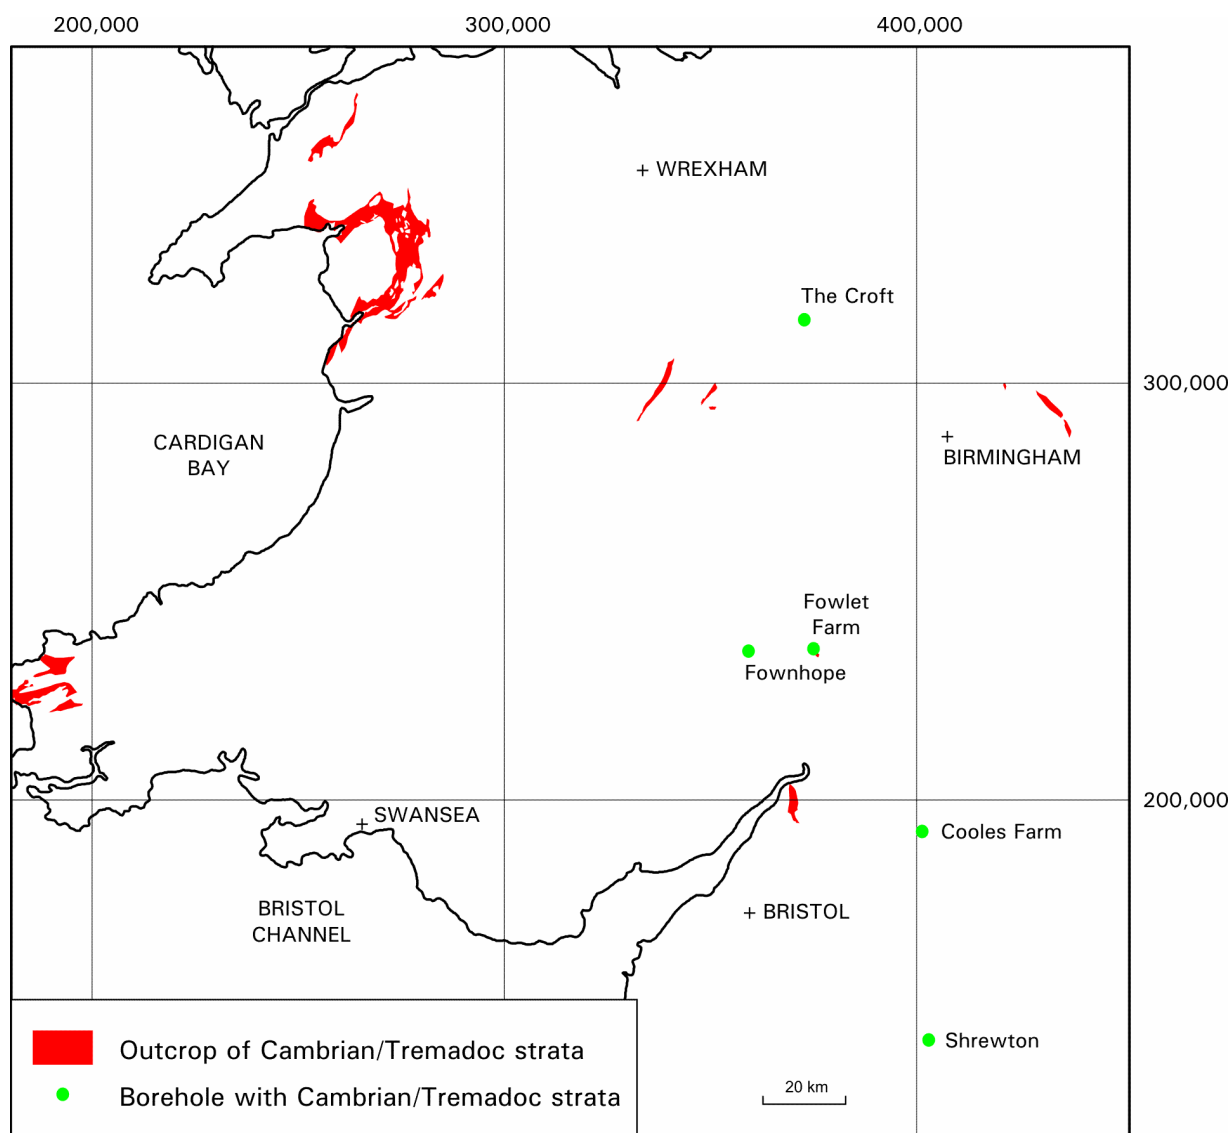 200,000 300,000 400,000
+ WREXHAM
The Croft
300,000
CARDIGAN
BAY
+
BIRMINGHAM
Fowlet
Farm
Fownhope
200,000
+ SWANSEA
Cooles Farm
BRISTOL
CHANNEL
+ BRISTOL
Shrewton
Outcrop of Cambrian/Tremadoc strata
Borehole with Cambrian/Tremadoc strata
20 km